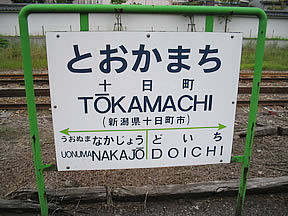 とおかまち
十日町
TŌKAMACHI
(新潟県十日町市)
うおぬま なかじょう どいち
UONUMA NAKAJŌ DOICHI